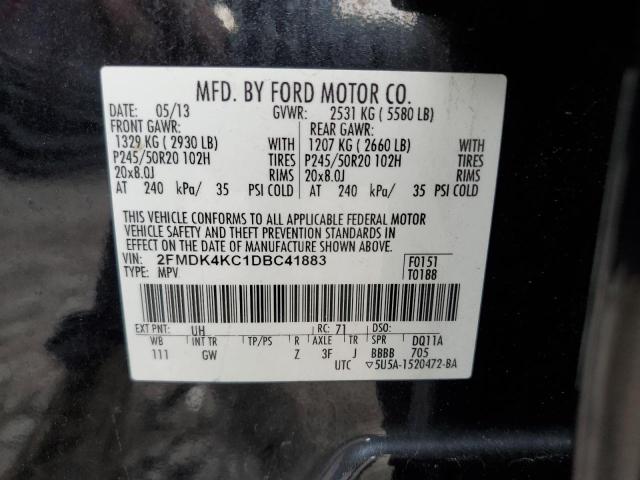 MFD. BY FORD MOTOR CO.
DATE: 05/13 GVWR: 2531 KG ( 5580 LB)
FRONT GAWR: REAR GAWR:
1329 KG ( 2930 LB) WITH 1207 KG ( 2660 LB) WITH
P245/50R20 102H TIRES P245/50R20 102H TIRES
20x8.0J RIMS 20x8.0J RIMS
AT 240 kPa/ 35 PSI COLD AT 240 kPa/ 35 PSI COLD
THIS VEHICLE CONFORMS TO ALL APPLICABLE FEDERAL MOTOR
VEHICLE SAFETY AND THEFT PREVENTION STANDARDS IN
EFFECT ON THE DATE OF MANUFACTURE SHOWN ABOVE.
VIN: 2FMDK4KC1DBC41883 F0151
TYPE: MPV T0188
EXT PNT: UH RC: 71 DSO:
WB INT TR TP/PS R AXLE TR SPR DQ11A
111 GW Z 3F J BBBB 705
UTC ▽5U5A-1520472-BA